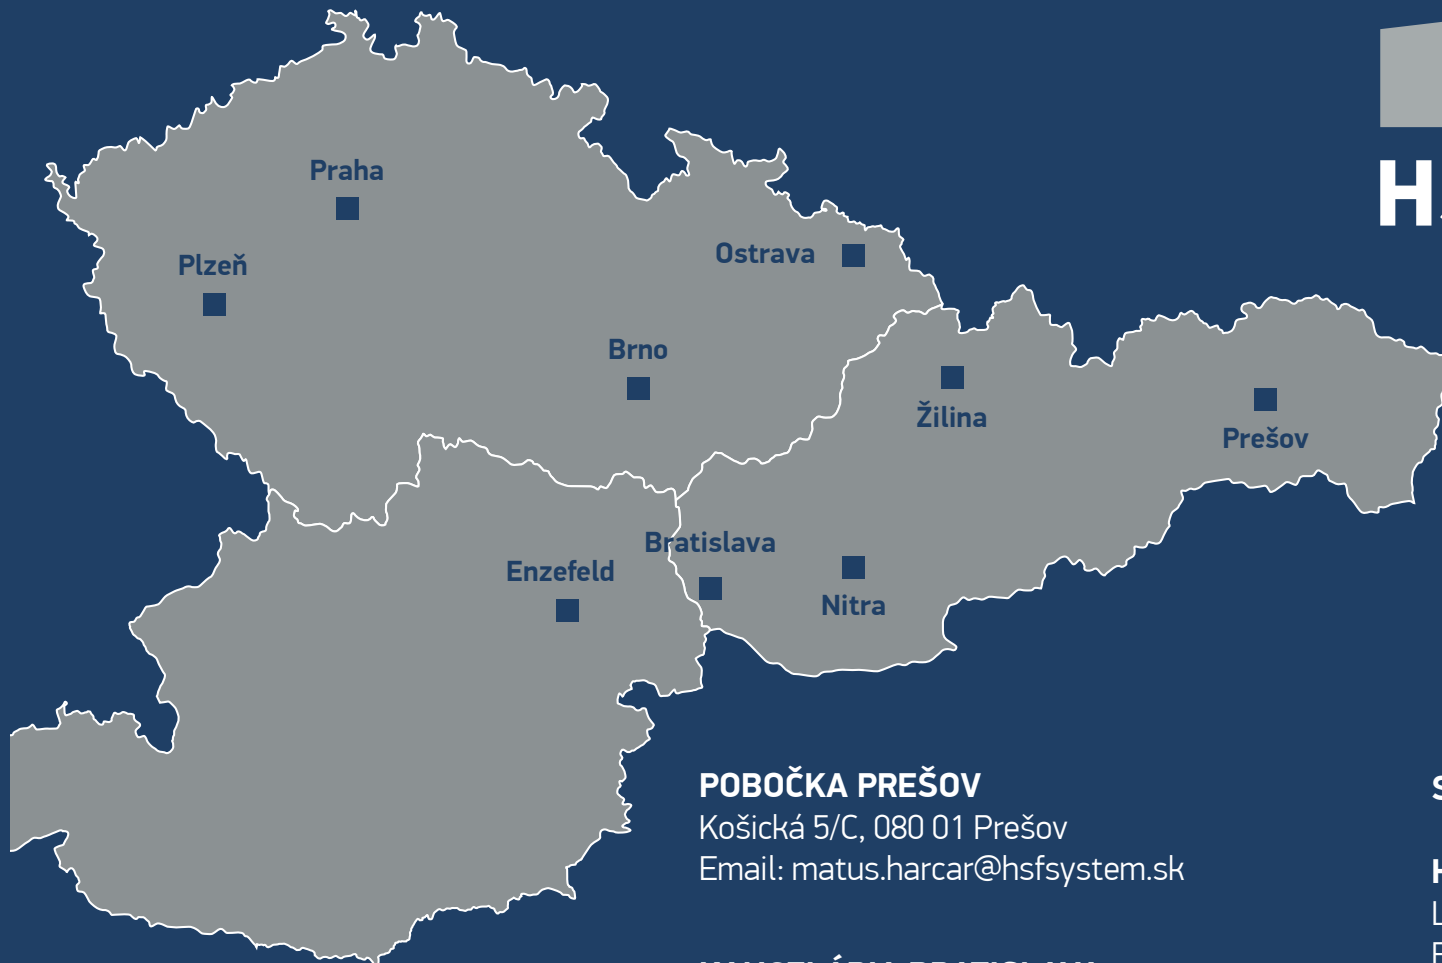 Praha
Plzeň
Ostrava
Brno
Žilina
Prešov
Bratislava
Enzefeld
Nitra
POBOČKA PREŠOV
Košická 5/C, 080 01 Prešov
Email: matus.harcar@hsfsystem.sk